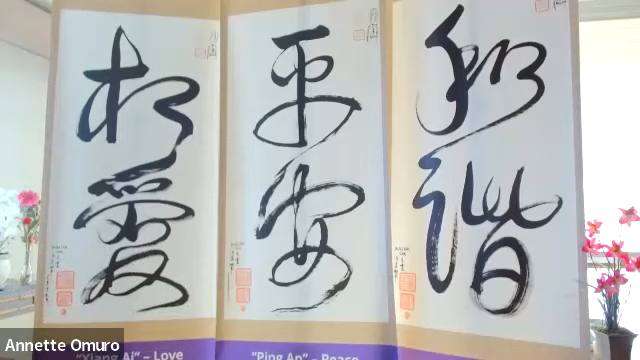 相愛
平安
和諧
"Xiang Ai" – Love
"Ping An" – Peace
Annette Omuro